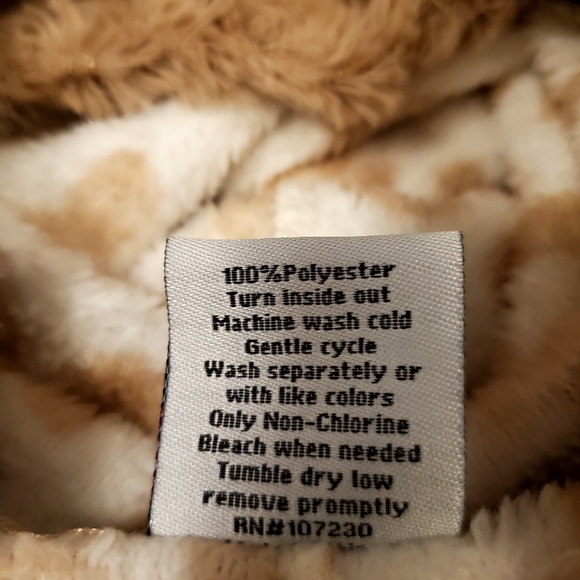 100%Polyester
Turn inside out
Machine wash cold
Gentle cycle
Wash separately or
with like colors
Only Non-Chlorine
Bleach when needed
Tumble dry low
remove promptly
RN#107230